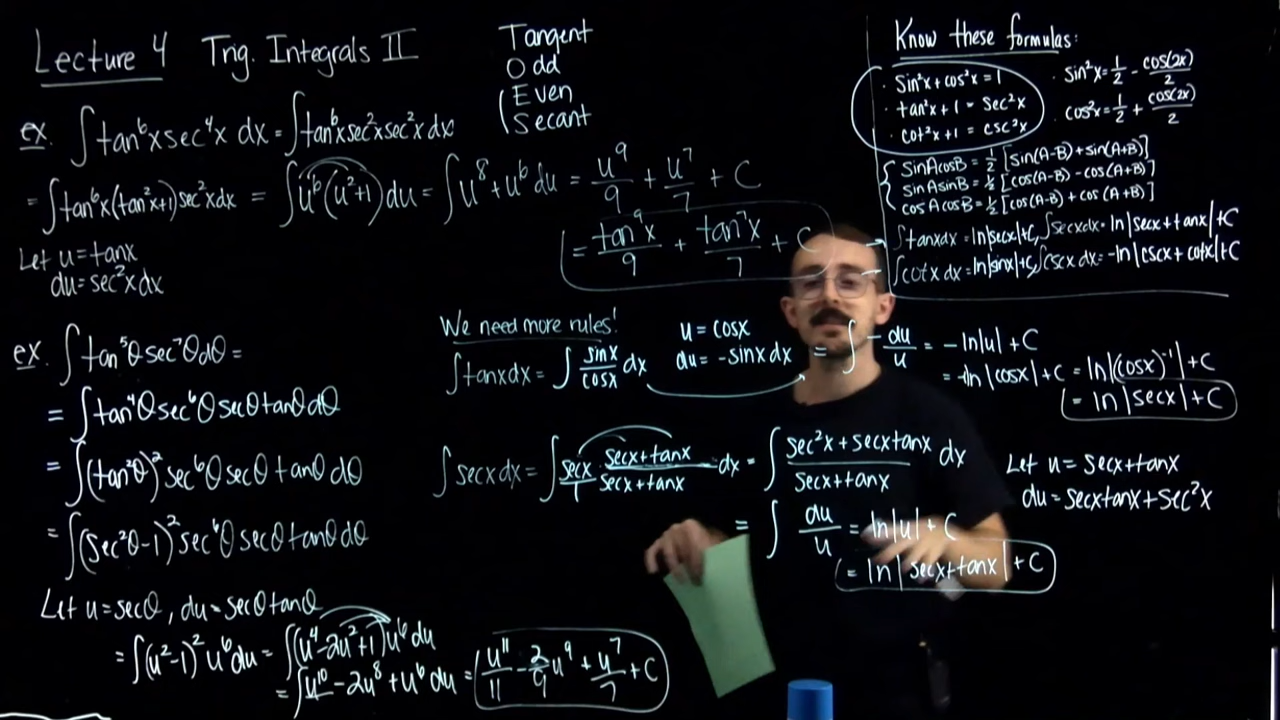 Lecture 4 Trig. Integrals II
Tangent
Odd
Even
Secant
ex. ∫tan⁶x sec⁴x dx = ∫tan⁶x sec²x sec²x dx
= ∫tan⁶x (tan²x+1) sec²x dx = ∫u⁶(u²+1) du = ∫u⁸+u⁶ du = u⁹/9 + u⁷/7 + C
Let u = tanx
du = sec²x dx
= tan⁹x/9 + tan⁷x/7 + C
Know these formulas:
· sin²x + cos²x = 1
· tan²x + 1 = sec²x
· cot²x + 1 = csc²x
· sin²x = 1/2 - cos(2x)/2
· cos²x = 1/2 + cos(2x)/2
sinAcosB = 1/2 [sin(A-B) + sin(A+B)]
sinAsinB = 1/2 [cos(A-B) - cos(A+B)]
cosAcosB = 1/2 [cos(A-B) + cos(A+B)]
∫tanxdx = ln|secx|+C, ∫secxdx = ln|secx+tanx|+C
∫cotx dx = ln|sinx|+C, ∫cscx dx = -ln|cscx+cotx|+C
ex. ∫tan⁵θ sec⁷θ dθ =
= ∫tan⁴θ sec⁶θ secθ tanθ dθ
= ∫(tan²θ)² sec⁶θ secθ tanθ dθ
= ∫(sec²θ-1)² sec⁶θ secθ tanθ dθ
Let u = secθ, du = secθ tanθ
= ∫(u²-1)² u⁶ du = ∫(u⁴-2u²+1)u⁶ du
= ∫u¹⁰ - 2u⁸ + u⁶ du = u¹¹/11 - 2/9 u⁹ + u⁷/7 + C
We need more rules!
∫tanxdx = ∫ sinx/cosx dx
u = cosx
du = -sinx dx
= ∫ -du/u = -ln|u| + C
= -ln|cosx| + C = ln|(cosx)⁻¹| + C
= ln|secx| + C
∫secx dx = ∫ secx/1 · secx+tanx/secx+tanx dx = ∫ sec²x + secxtanx/secx+tanx dx
Let u = secx+tanx
du = secxtanx + sec²x
= ∫ du/u = ln|u| + C
= ln|secx+tanx| + C